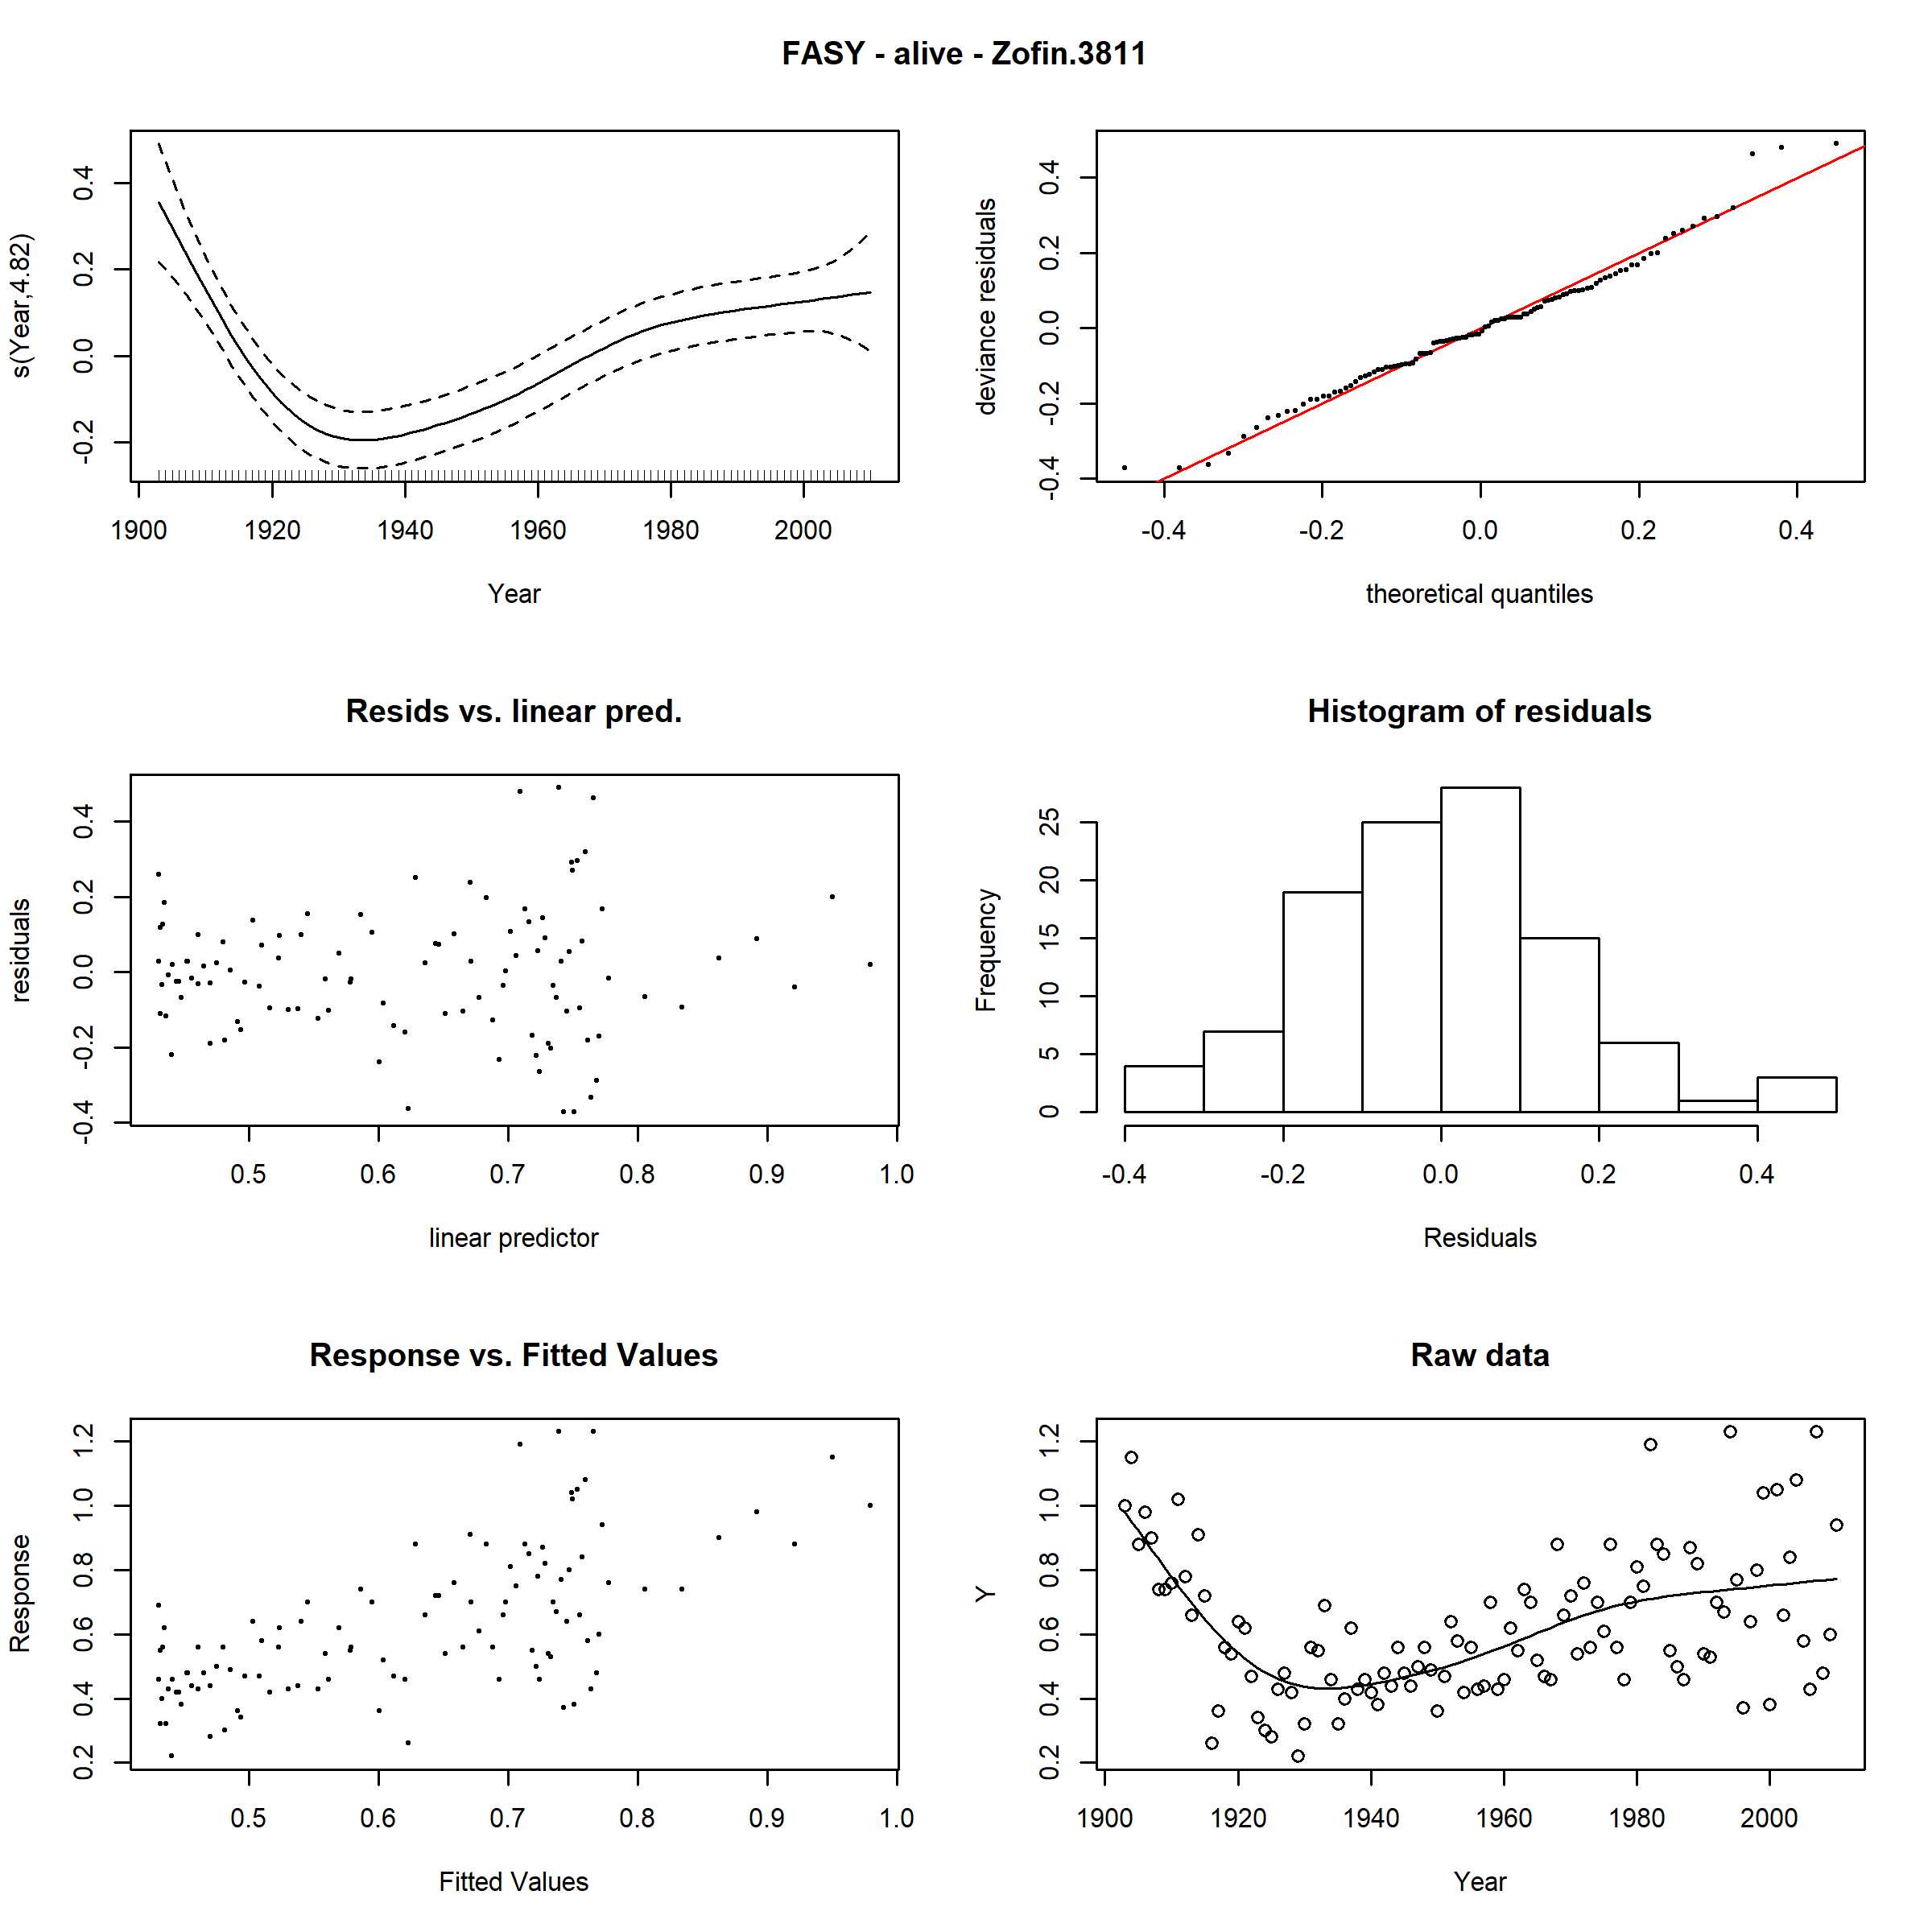 FASY - alive - Zofin.3811
s(Year,4.82)
-0.2 0.0 0.2 0.4
1900 1920 1940 1960 1980 2000
Year
deviance residuals
-0.4 -0.2 0.0 0.2 0.4
-0.4 -0.2 0.0 0.2 0.4
theoretical quantiles
Resids vs. linear pred.
residuals
-0.4 -0.2 0.0 0.2 0.4
0.5 0.6 0.7 0.8 0.9 1.0
linear predictor
Histogram of residuals
Frequency
0 5 10 15 20 25
-0.4 -0.2 0.0 0.2 0.4
Residuals
Response vs. Fitted Values
Response
0.2 0.4 0.6 0.8 1.0 1.2
0.5 0.6 0.7 0.8 0.9 1.0
Fitted Values
Raw data
Y
0.2 0.4 0.6 0.8 1.0 1.2
1900 1920 1940 1960 1980 2000
Year